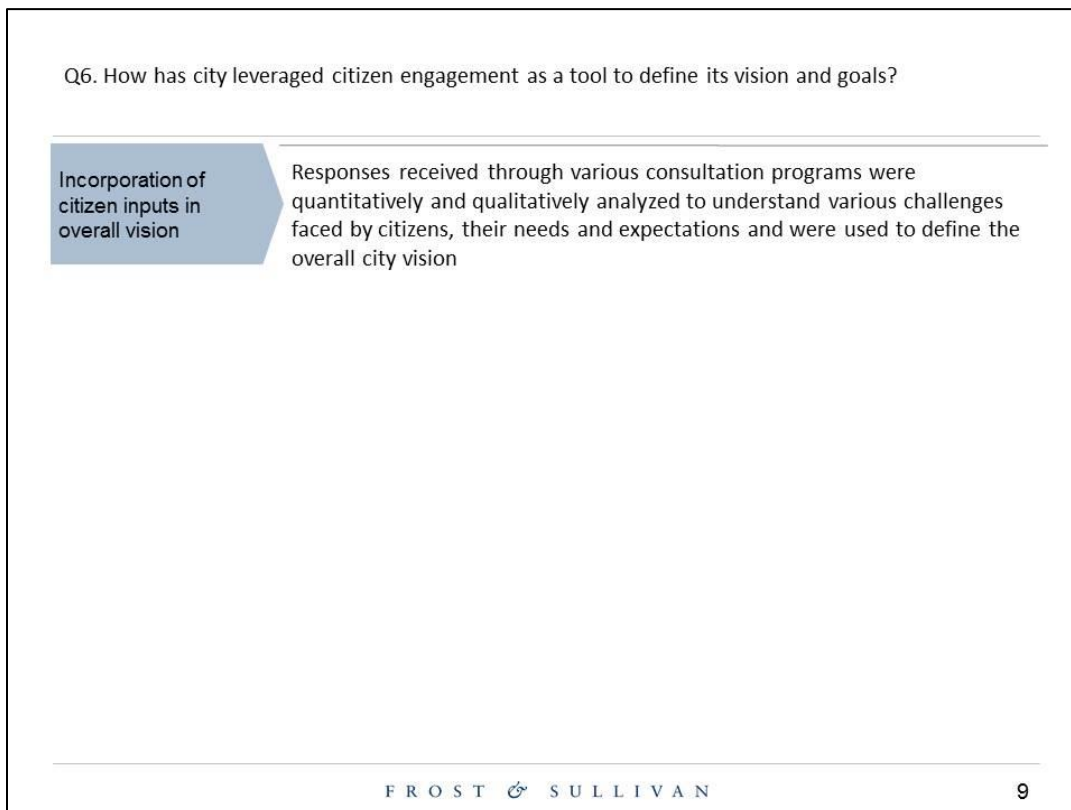 Q6. How has city leveraged citizen engagement as a tool to define its vision and goals?
Incorporation of
citizen inputs in
overall vision
Responses received through various consultation programs were
quantitatively and qualitatively analyzed to understand various challenges
faced by citizens, their needs and expectations and were used to define the
overall city vision
FROST & SULLIVAN
9